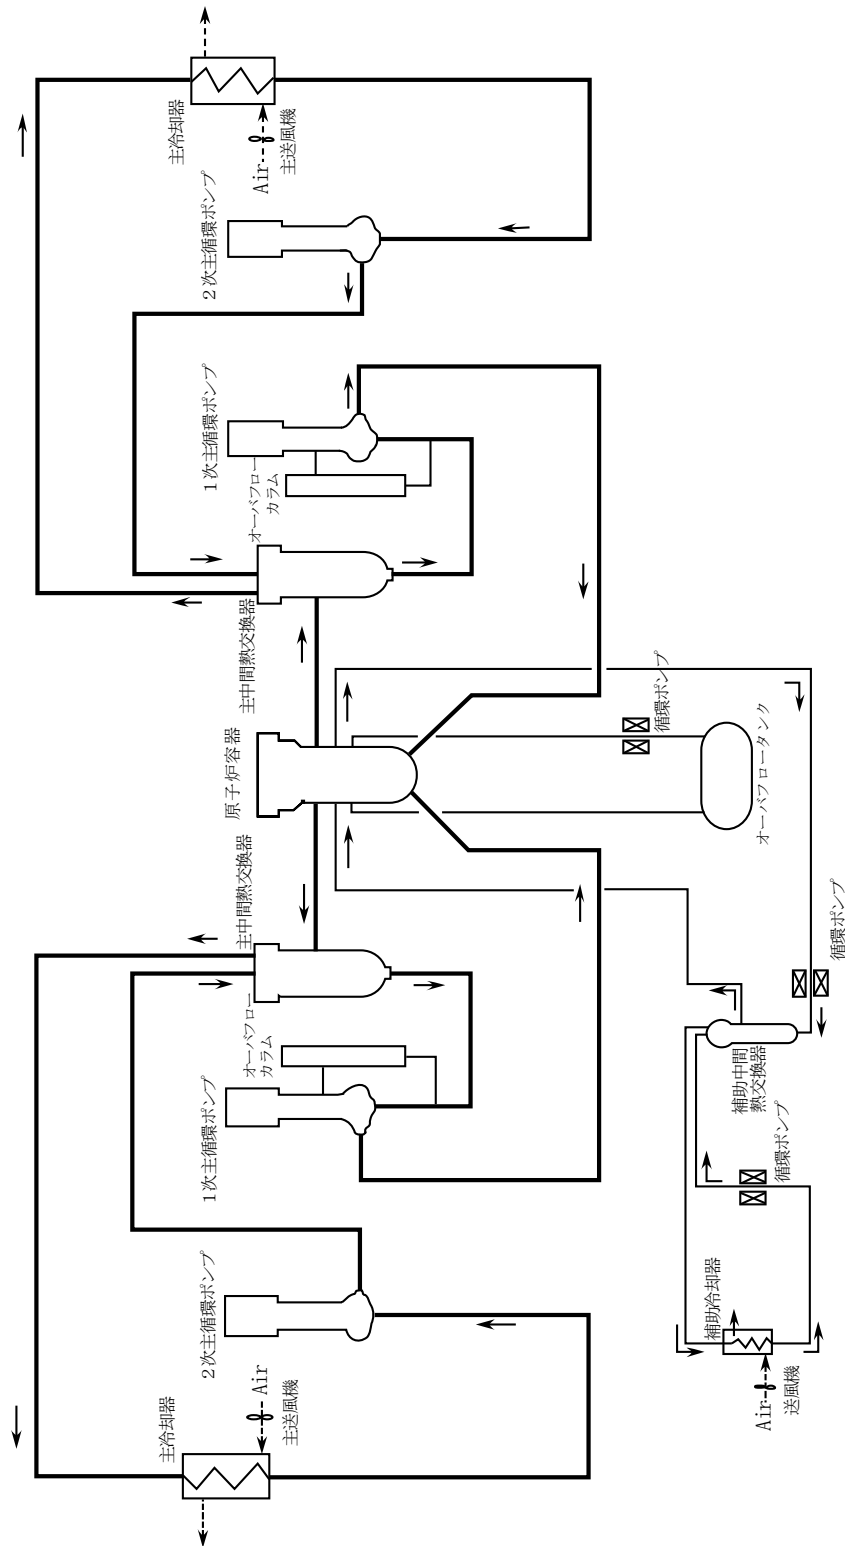 主冷却器
主冷却器
2次主循環ポンプ
1次主循環ポンプ
1次主循環ポンプ
2次主循環ポンプ
原子炉容器
主中間熱交換器
主中間熱交換器
オーバフロー
カラム
オーバフロー
カラム
Air
主送風機
Air
主送風機
循環ポンプ
オーバフロータンク
補助冷却器
補助中間
熱交換器
循環ポンプ
循環ポンプ
Air
送風機